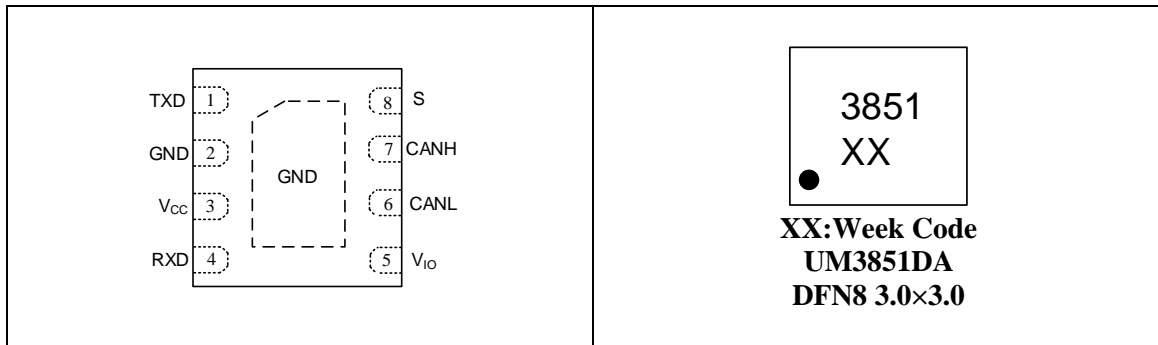 TXD 1
GND 2
VCC 3
RXD 4
GND
8 S
7 CANH
6 CANL
5 VIO
3851
XX
XX:Week Code
UM3851DA
DFN8 3.0×3.0